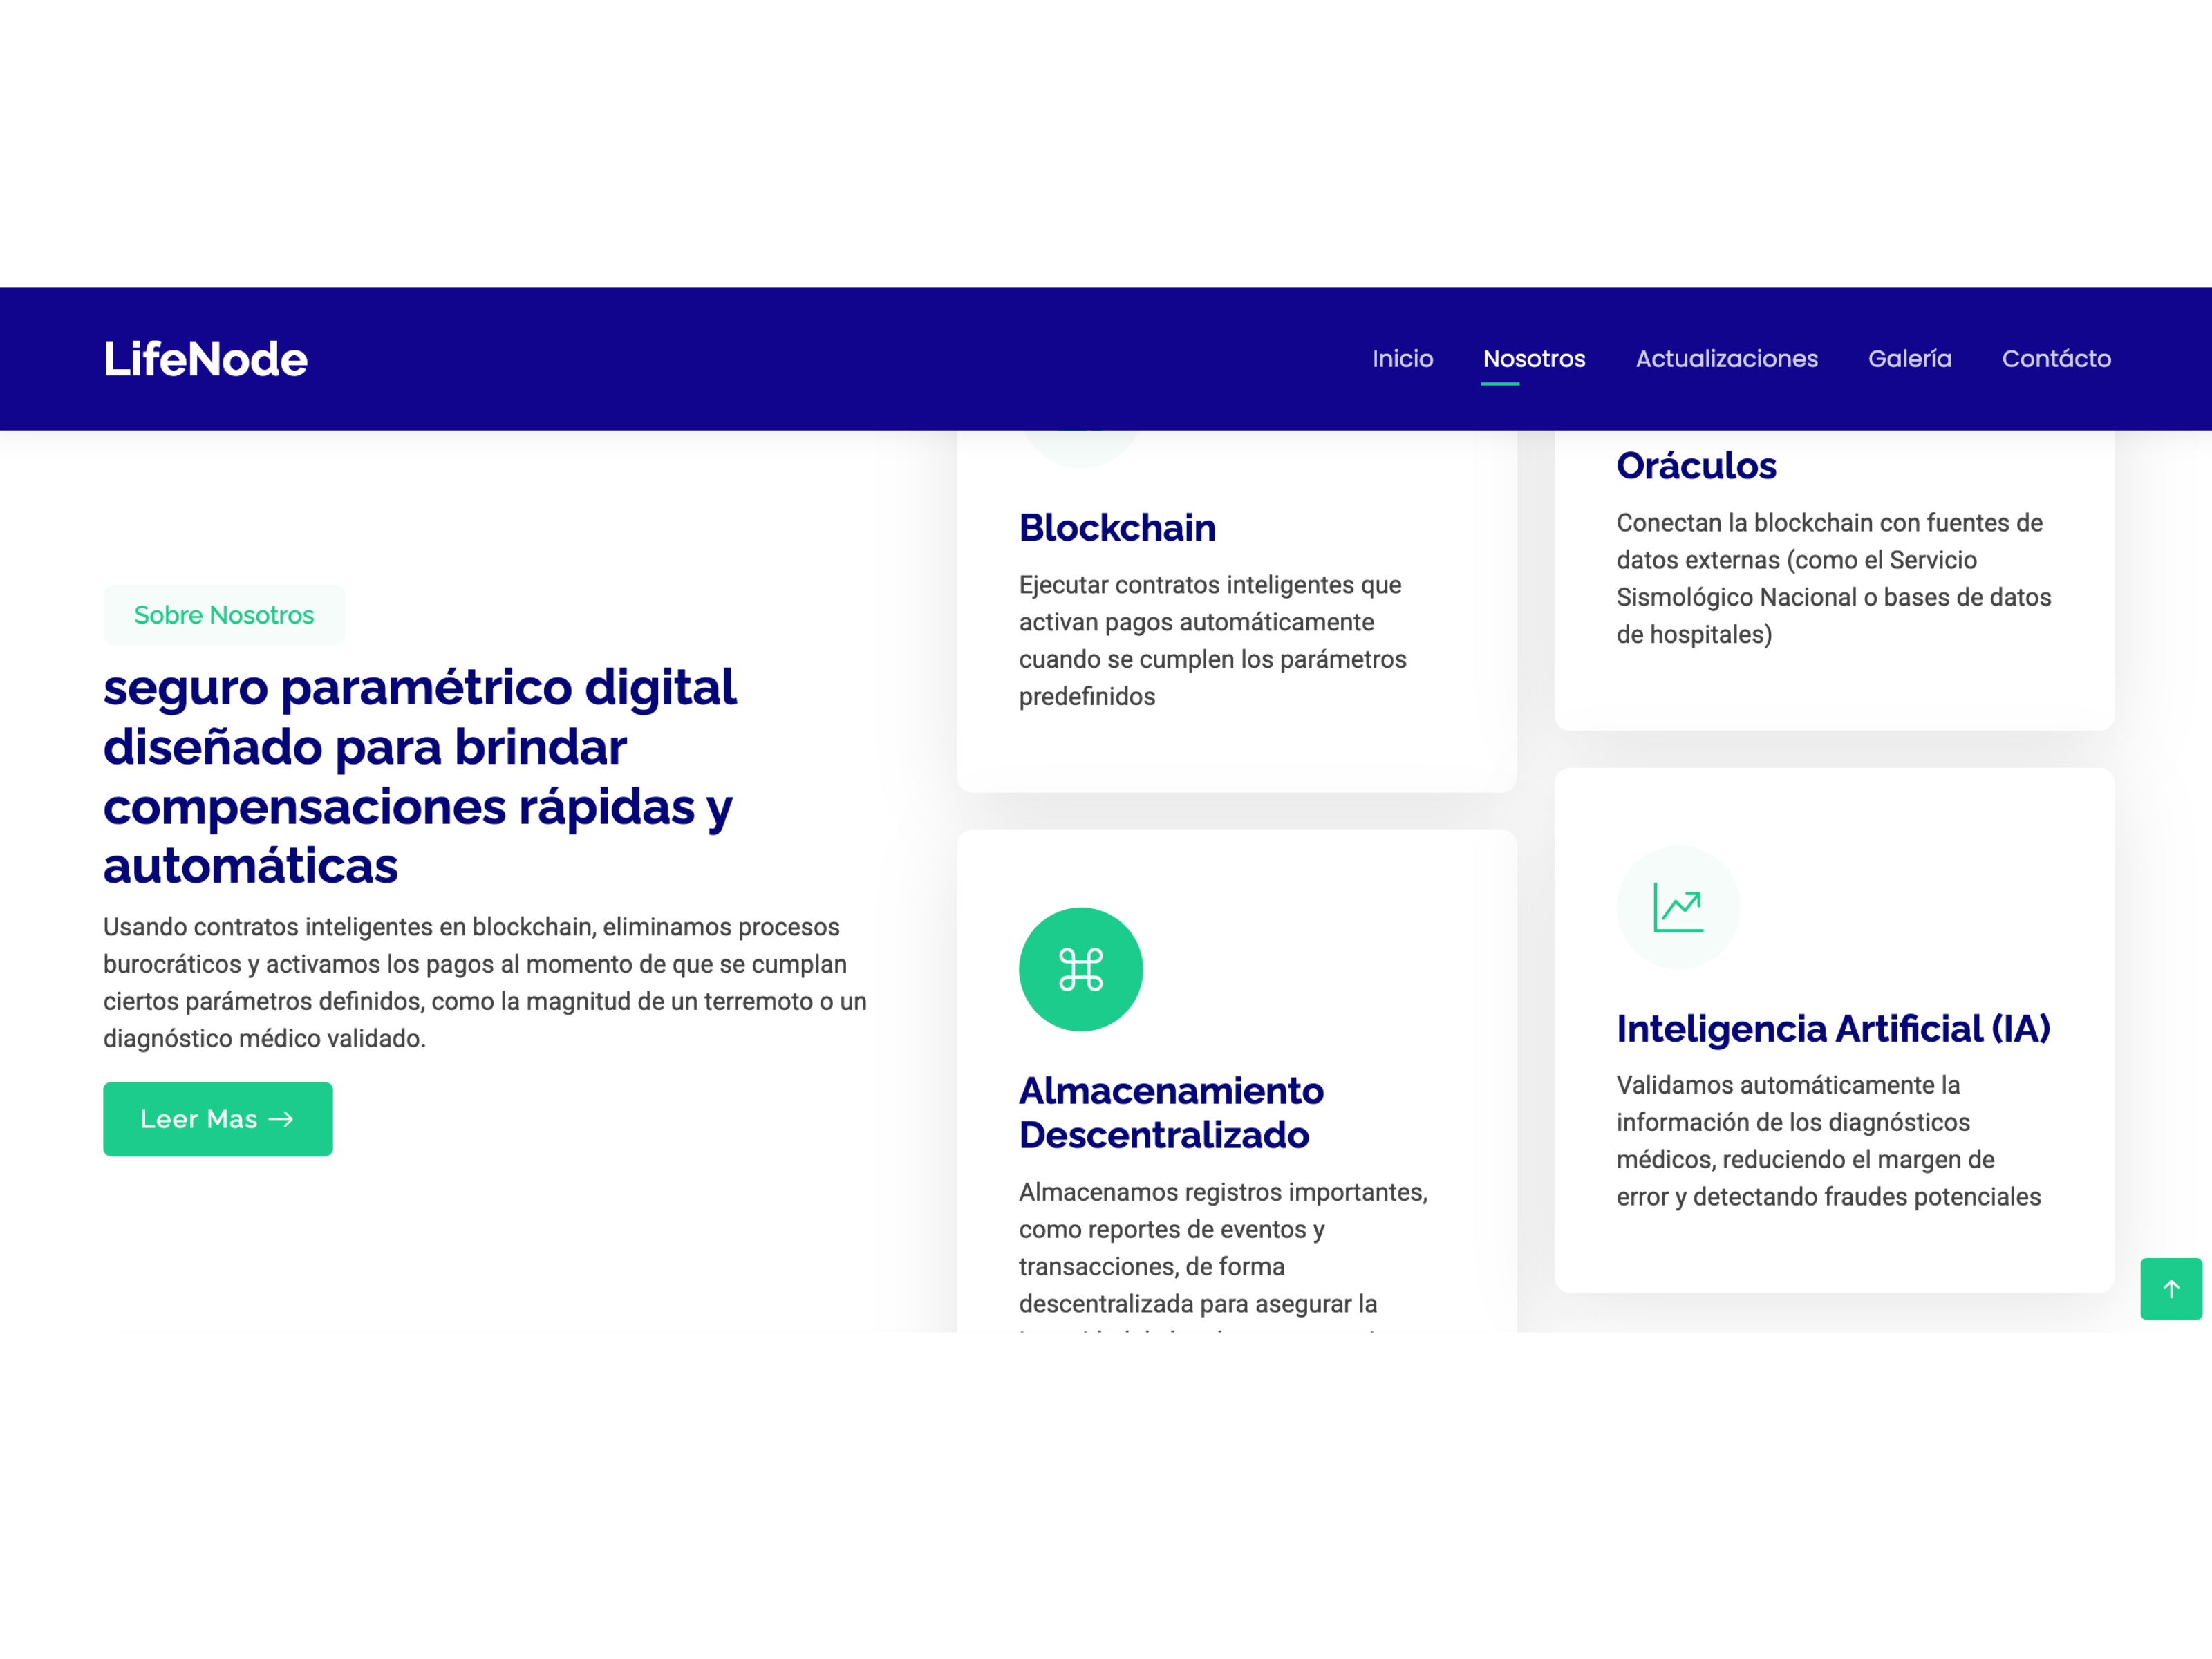 LifeNode
Inicio
Nosotros
Actualizaciones
Galería
Contácto
Sobre Nosotros
seguro paramétrico digital
diseñado para brindar
compensaciones rápidas y
automáticas
Usando contratos inteligentes en blockchain, eliminamos procesos
burocráticos y activamos los pagos al momento de que se cumplan
ciertos parámetros definidos, como la magnitud de un terremoto o un
diagnóstico médico validado.
Leer Mas
Blockchain
Ejecutar contratos inteligentes que
activan pagos automáticamente
cuando se cumplen los parámetros
predefinidos
Almacenamiento
Descentralizado
Almacenamos registros importantes,
como reportes de eventos y
transacciones, de forma
descentralizada para asegurar la
Oráculos
Conectan la blockchain con fuentes de
datos externas (como el Servicio
Sismológico Nacional o bases de datos
de hospitales)
Inteligencia Artificial (IA)
Validamos automáticamente la
información de los diagnósticos
médicos, reduciendo el margen de
error y detectando fraudes potenciales